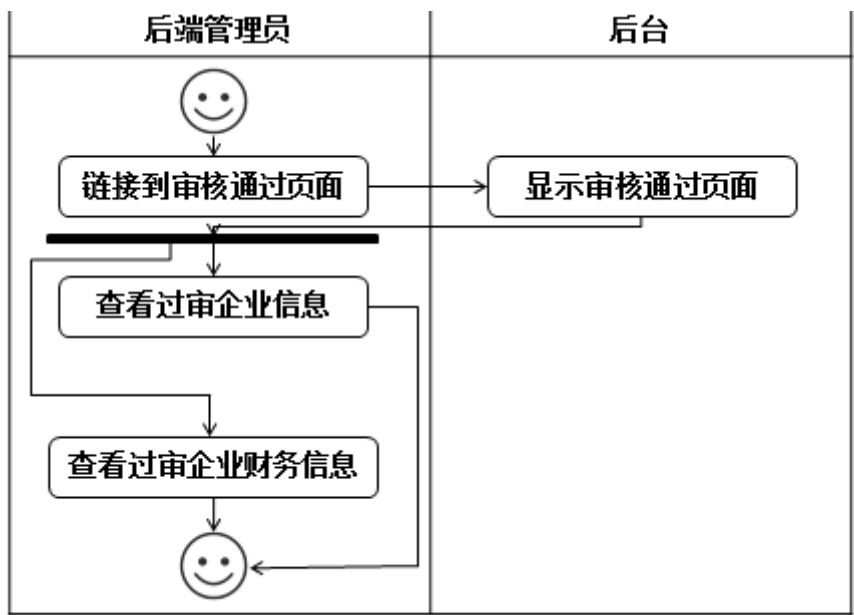 后端管理员
后台
链接到审核通过页面
显示审核通过页面
查看过审企业信息
查看过审企业财务信息